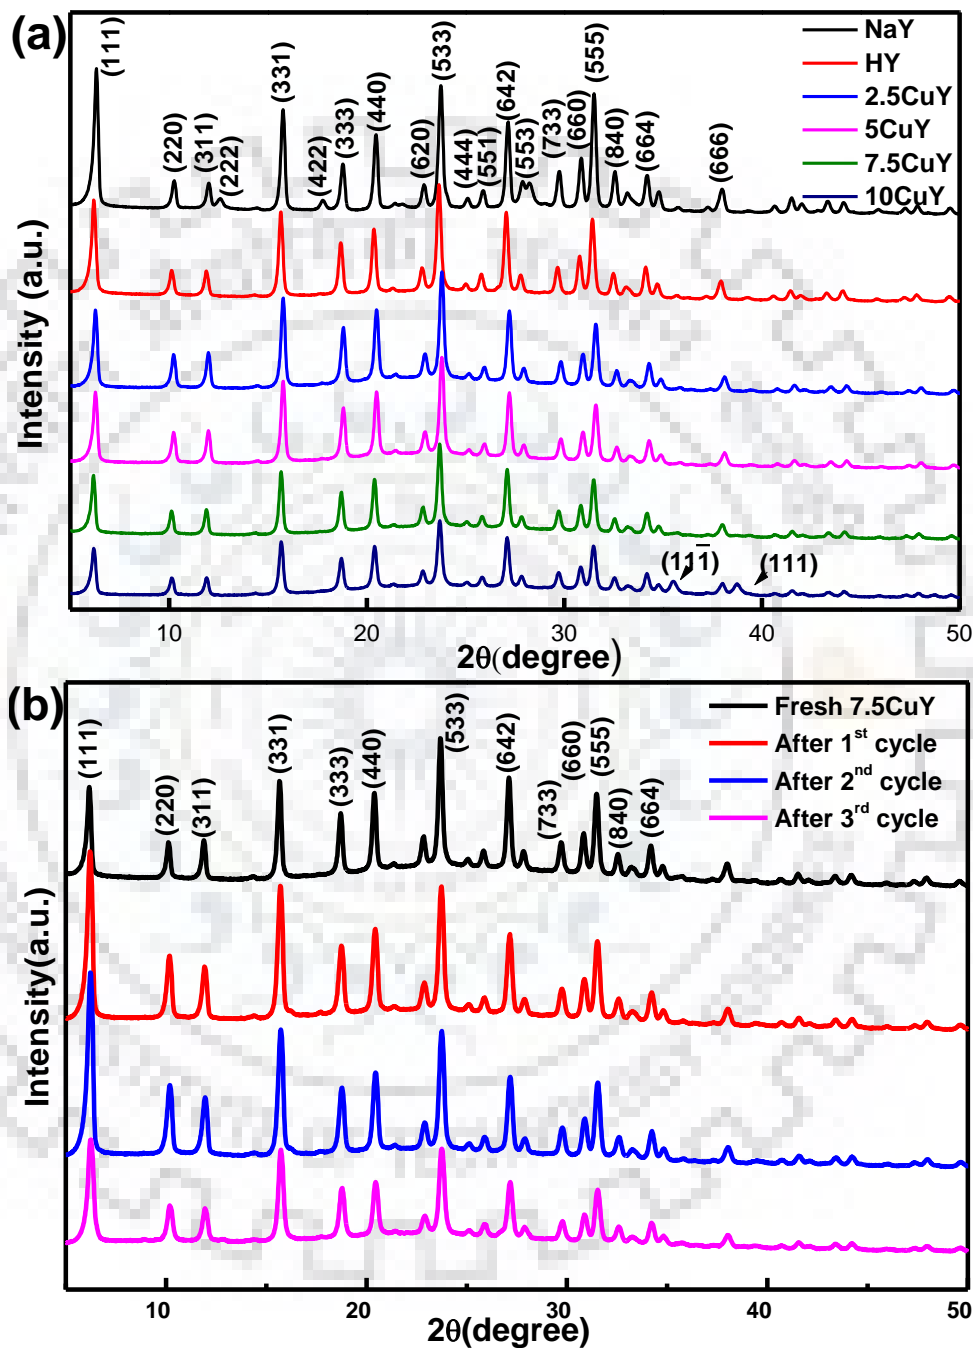 (a)
(111)
(220)
(311)
(222)
(331)
(422)
(333)
(440)
(620)
(533)
(444)
(551)
(642)
(553)
(733)
(660)
(555)
(840)
(664)
(666)
NaY
HY
2.5CuY
5CuY
7.5CuY
10CuY
(111̅)
(111)
Intensity (a.u.)
10 20 30 40 50
2θ(degree)
(b)
(111)
(220)
(311)
(331)
(333)
(440)
(533)
(642)
(733)
(660)
(555)
(840)
(664)
Fresh 7.5CuY
After 1st cycle
After 2nd cycle
After 3rd cycle
Intensity(a.u.)
10 20 30 40 50
2θ(degree)